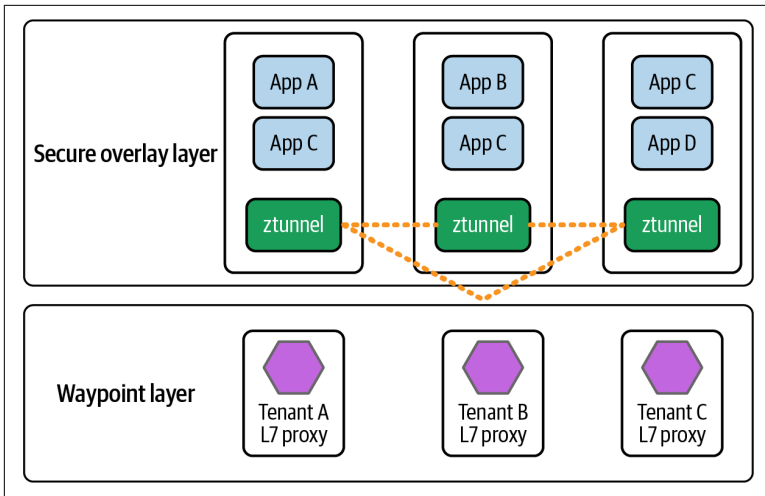 Secure overlay layer
App A
App C
ztunnel
App B
App C
ztunnel
App C
App D
ztunnel
Waypoint layer
Tenant A
L7 proxy
Tenant B
L7 proxy
Tenant C
L7 proxy